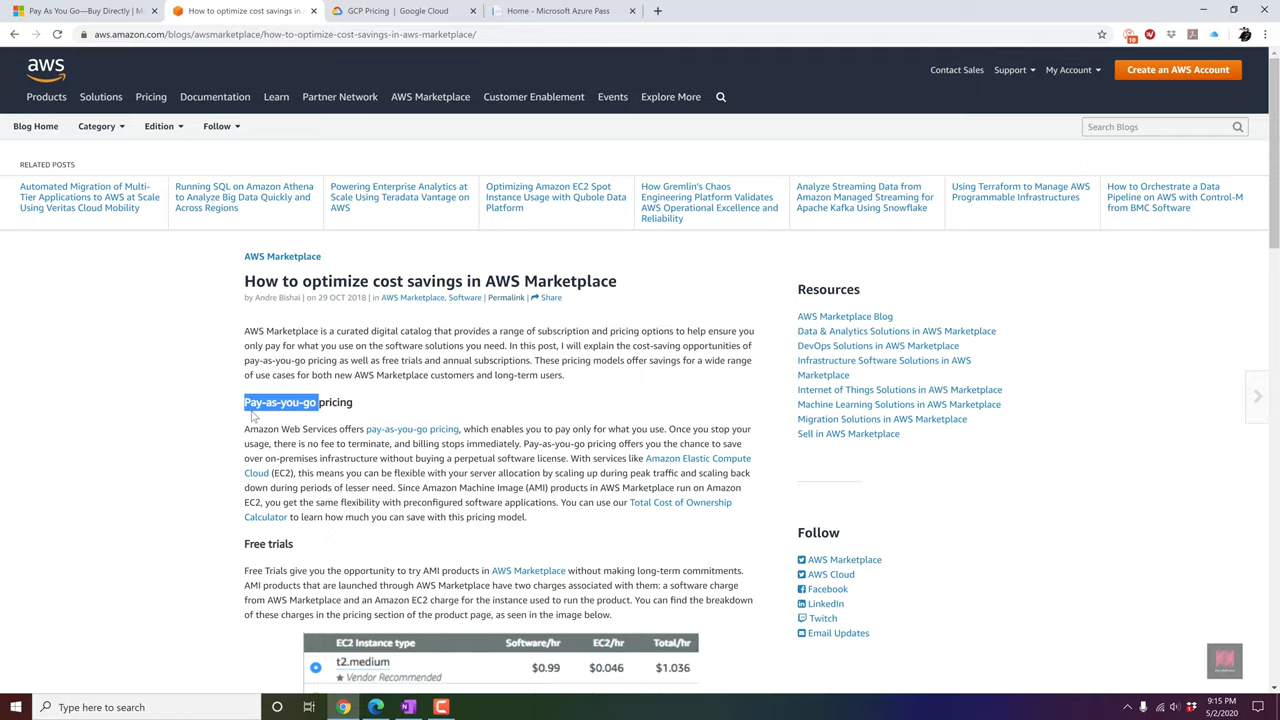 Pay As You Go—Buy Directly | M
How to optimize cost savings in A
GCP Pricing | Google Cloud
Home - Microsoft Azure Pass
aws.amazon.com/blogs/awsmarketplace/how-to-optimize-cost-savings-in-aws-marketplace/
aws
Contact Sales Support My Account Create an AWS Account
Products Solutions Pricing Documentation Learn Partner Network AWS Marketplace Customer Enablement Events Explore More
Blog Home Category Edition Follow Search Blogs
RELATED POSTS
Automated Migration of Multi-
Tier Applications to AWS at Scale
Using Veritas Cloud Mobility
Running SQL on Amazon Athena
to Analyze Big Data Quickly and
Across Regions
Powering Enterprise Analytics at
Scale Using Teradata Vantage on
AWS
Optimizing Amazon EC2 Spot
Instance Usage with Qubole Data
Platform
How Gremlin's Chaos
Engineering Platform Validates
AWS Operational Excellence and
Reliability
Analyze Streaming Data from
Amazon Managed Streaming for
Apache Kafka Using Snowflake
Using Terraform to Manage AWS
Programmable Infrastructures
How to Orchestrate a Data
Pipeline on AWS with Control-M
from BMC Software
AWS Marketplace
How to optimize cost savings in AWS Marketplace
by Andre Bishai | on 29 OCT 2018 | in AWS Marketplace, Software | Permalink | Share
AWS Marketplace is a curated digital catalog that provides a range of subscription and pricing options to help ensure you
only pay for what you use on the software solutions you need. In this post, I will explain the cost-saving opportunities of
pay-as-you-go pricing as well as free trials and annual subscriptions. These pricing models offer savings for a wide range
of use cases for both new AWS Marketplace customers and long-term users.
Pay-as-you-go pricing
Amazon Web Services offers pay-as-you-go pricing, which enables you to pay only for what you use. Once you stop your
usage, there is no fee to terminate, and billing stops immediately. Pay-as-you-go pricing offers you the chance to save
over on-premises infrastructure without buying a perpetual software license. With services like Amazon Elastic Compute
Cloud (EC2), this means you can be flexible with your server allocation by scaling up during peak traffic and scaling back
down during periods of lesser need. Since Amazon Machine Image (AMI) products in AWS Marketplace run on Amazon
EC2, you get the same flexibility with preconfigured software applications. You can use our Total Cost of Ownership
Calculator to learn how much you can save with this pricing model.
Free trials
Free Trials give you the opportunity to try AMI products in AWS Marketplace without making long-term commitments.
AMI products that are launched through AWS Marketplace have two charges associated with them: a software charge
from AWS Marketplace and an Amazon EC2 charge for the instance used to run the product. You can find the breakdown
of these charges in the pricing section of the product page, as seen in the image below.
EC2 Instance type Software/hr EC2/hr Total/hr
t2.medium $0.99 $0.046 $1.036
★ Vendor Recommended
Resources
AWS Marketplace Blog
Data & Analytics Solutions in AWS Marketplace
DevOps Solutions in AWS Marketplace
Infrastructure Software Solutions in AWS
Marketplace
Internet of Things Solutions in AWS Marketplace
Machine Learning Solutions in AWS Marketplace
Migration Solutions in AWS Marketplace
Sell in AWS Marketplace
Follow
AWS Marketplace
AWS Cloud
Facebook
LinkedIn
Twitch
Email Updates
Type here to search
9:15 PM
5/2/2020